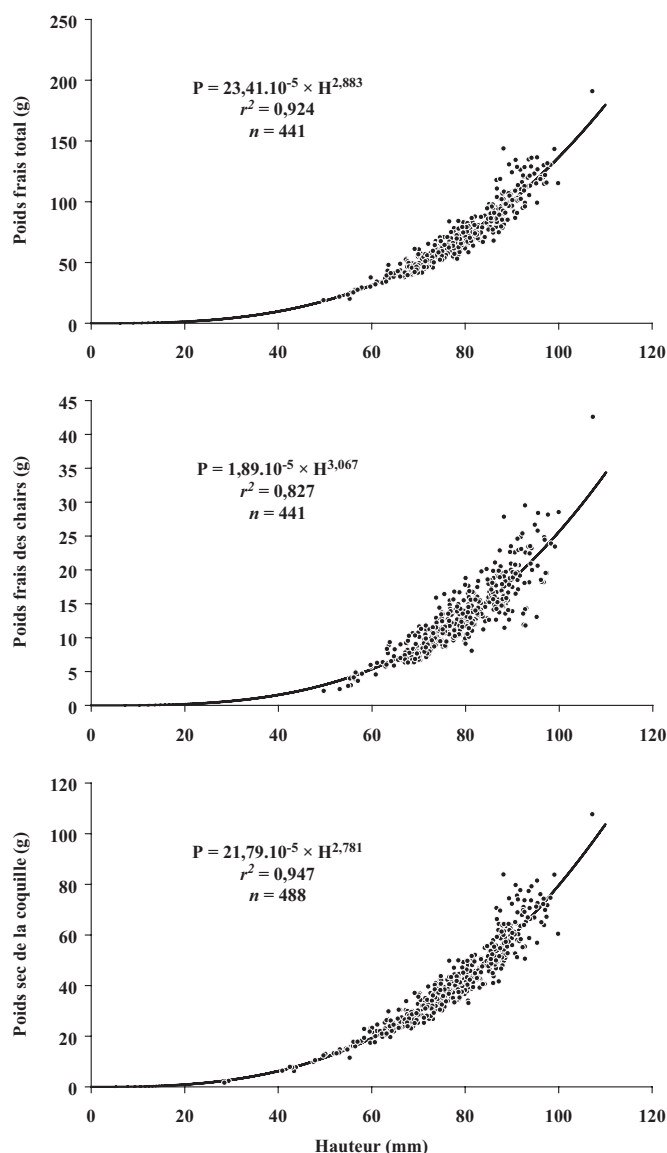 250
200
150
100
50
0
Poids frais total (g)
P = 23,41.10⁻⁵ × H²,⁸⁸³
r² = 0,924
n = 441
0 20 40 60 80 100 120
45
40
35
30
25
20
15
10
5
0
Poids frais des chairs (g)
P = 1,89.10⁻⁵ × H³,⁰⁶⁷
r² = 0,827
n = 441
0 20 40 60 80 100 120
120
100
80
60
40
20
0
Poids sec de la coquille (g)
P = 21,79.10⁻⁵ × H²,⁷⁸¹
r² = 0,947
n = 488
0 20 40 60 80 100 120
Hauteur (mm)